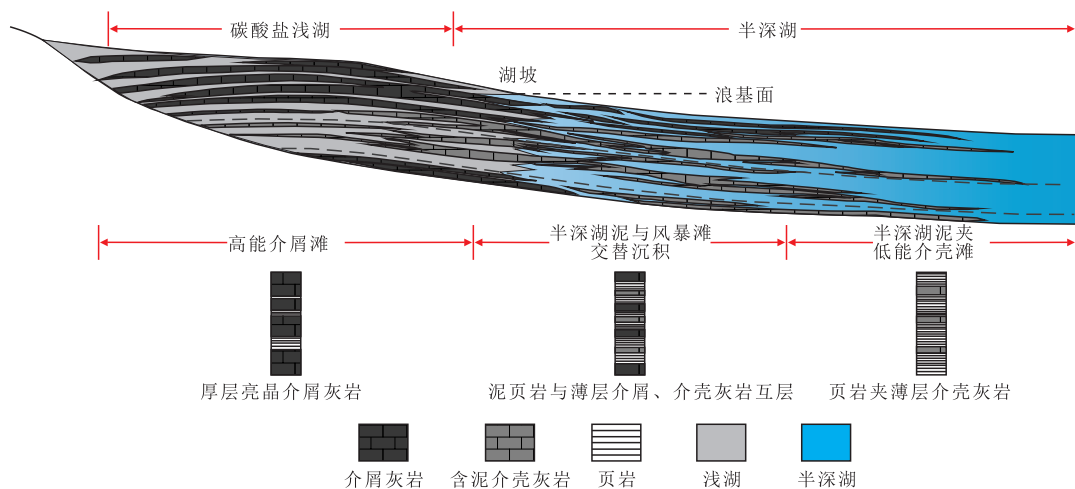 碳酸盐浅湖
半深湖
湖坡
浪基面
高能介屑滩
半深湖泥与风暴滩
交替沉积
半深湖泥夹
低能介壳滩
厚层亮晶介屑灰岩
泥页岩与薄层介屑、介壳灰岩互层
页岩夹薄层介壳灰岩
介屑灰岩
含泥介壳灰岩
页岩
浅湖
半深湖